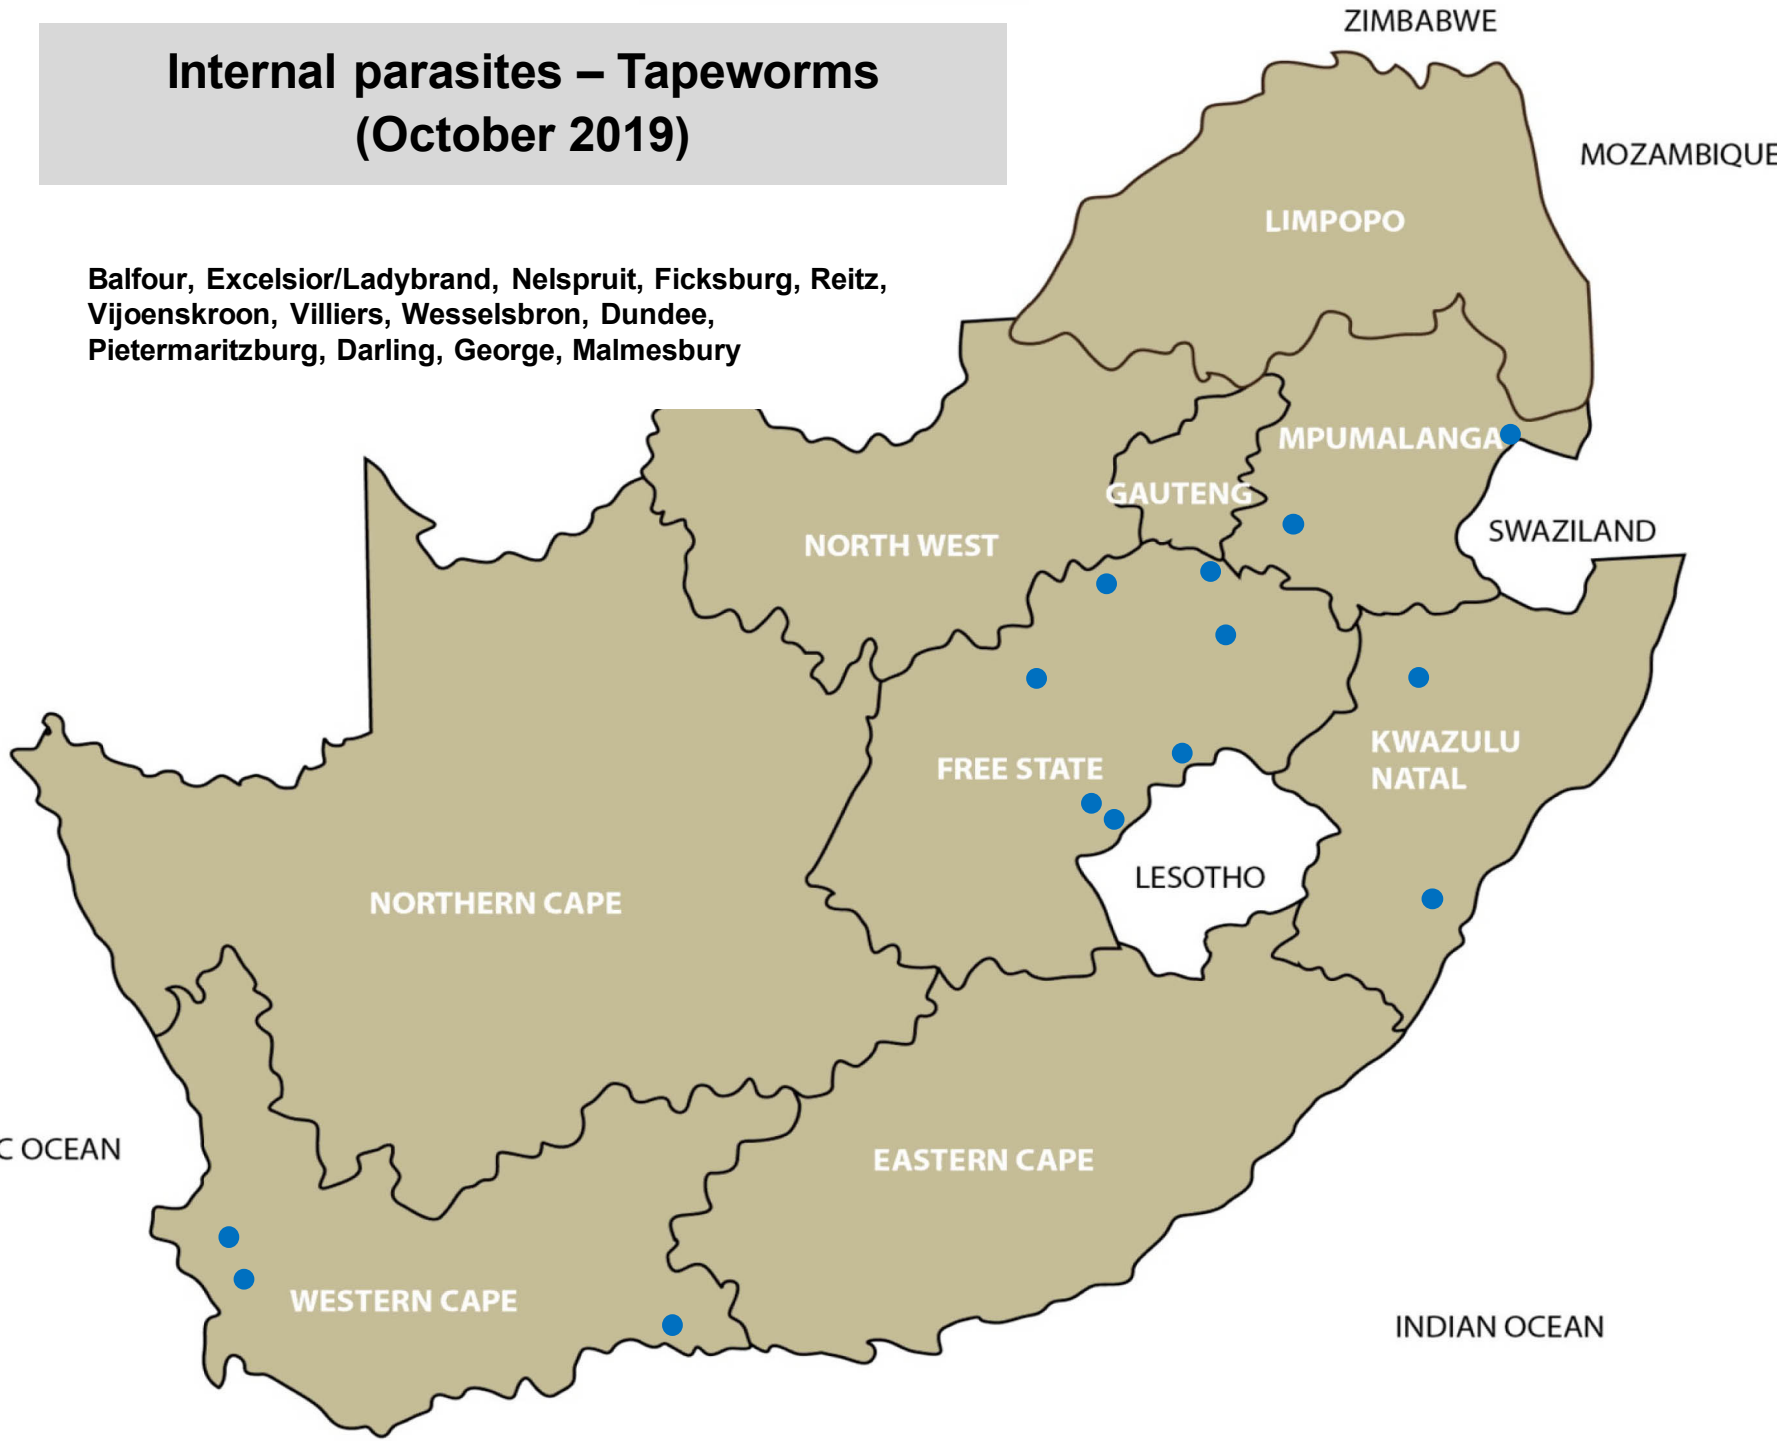 ZIMBABWE
Internal parasites – Tapeworms
(October 2019)
MOZAMBIQUE
LIMPOPO
Balfour, Excelsior/Ladybrand, Nelspruit, Ficksburg, Reitz,
Vijoenskroon, Villiers, Wesselsbron, Dundee,
Pietermaritzburg, Darling, George, Malmesbury
MPUMALANGA
GAUTENG
SWAZILAND
NORTH WEST
KWAZULU
NATAL
FREE STATE
LESOTHO
NORTHERN CAPE
C OCEAN
EASTERN CAPE
WESTERN CAPE
INDIAN OCEAN